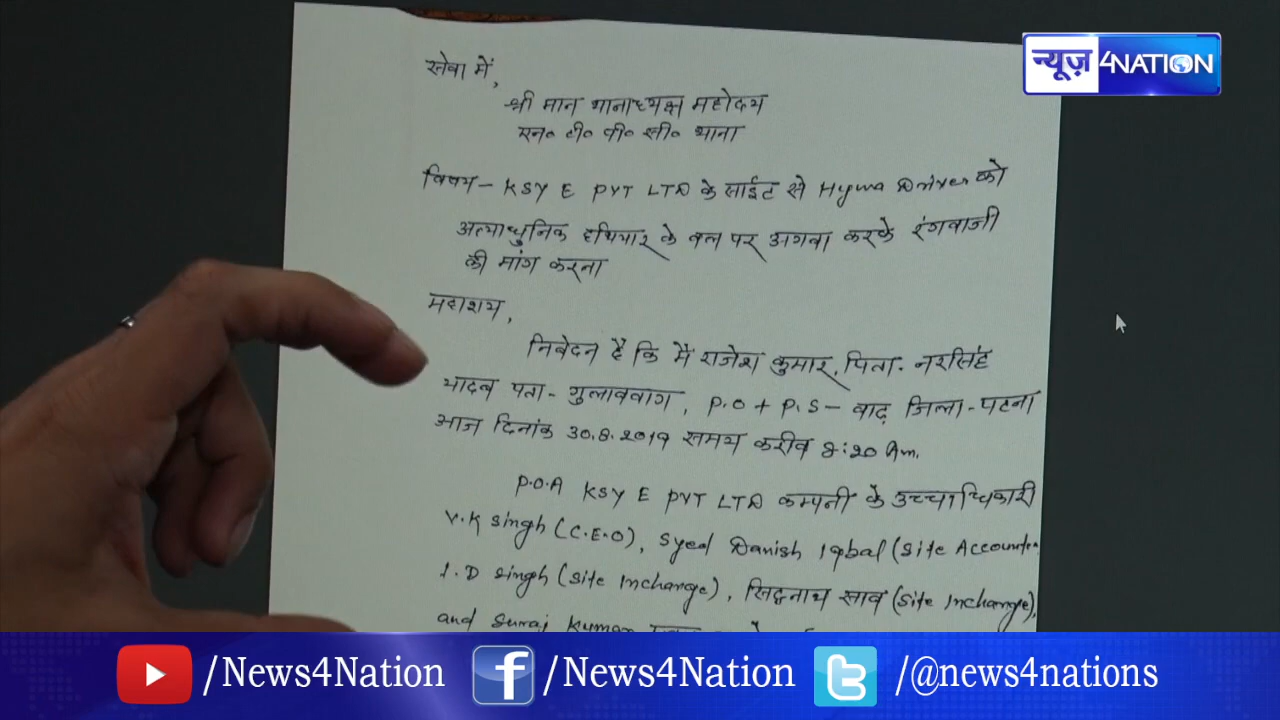 न्यूज़ 4NATION
सेवा में,
श्री मान थानाध्यक्ष महोदय
एन० टी० पी० सी० थाना
विषय- KSY E PVT LTD के साईट से Hywa Driver को
अत्याधुनिक हथियार के बल पर अगवा करके रंगवाजी
की मांग करना
महाशय,
निवेदन है कि मैं राजेश कुमार, पिता- नरसिंह
यादव पता- गुलाबबाग, P.O + P.S- बाढ़ जिला- पटना
आज दिनांक 30.8.2019 समय करीब 8:20 Am.
P.O.A KSY E PVT LTD कम्पनी के उच्चाधिकारी
V.K Singh (C.E.O), Syed Danish Iqbal (Site
I.D Singh (Site Incharge), सिद्धनाथ साव (Site Incharge),
and Suraj Kumar
/News4Nation /News4Nation /@news4nations